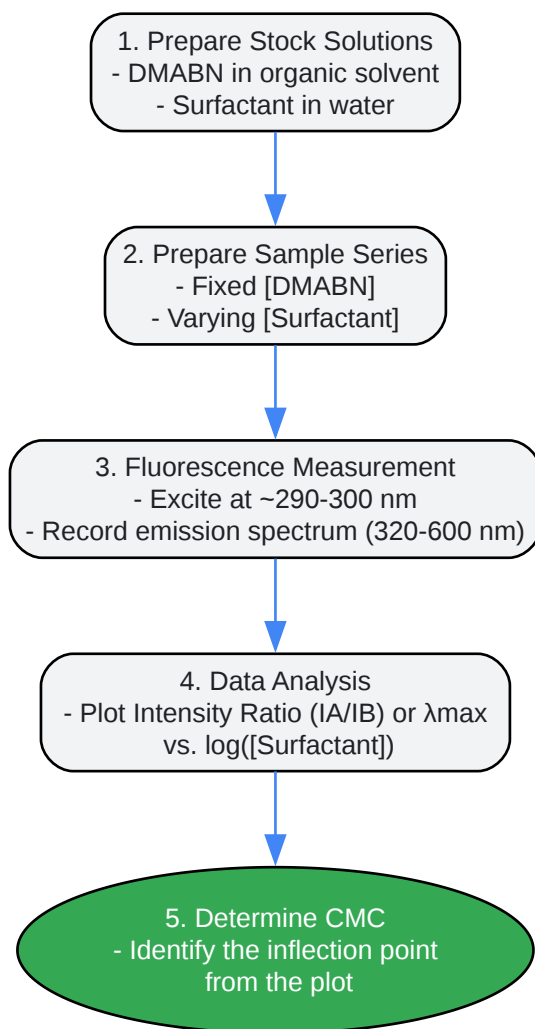 1. Prepare Stock Solutions
- DMABN in organic solvent
- Surfactant in water
2. Prepare Sample Series
- Fixed [DMABN]
- Varying [Surfactant]
3. Fluorescence Measurement
- Excite at ~290-300 nm
- Record emission spectrum (320-600 nm)
4. Data Analysis
- Plot Intensity Ratio (IA/IB) or λmax
vs. log([Surfactant])
5. Determine CMC
- Identify the inflection point
from the plot